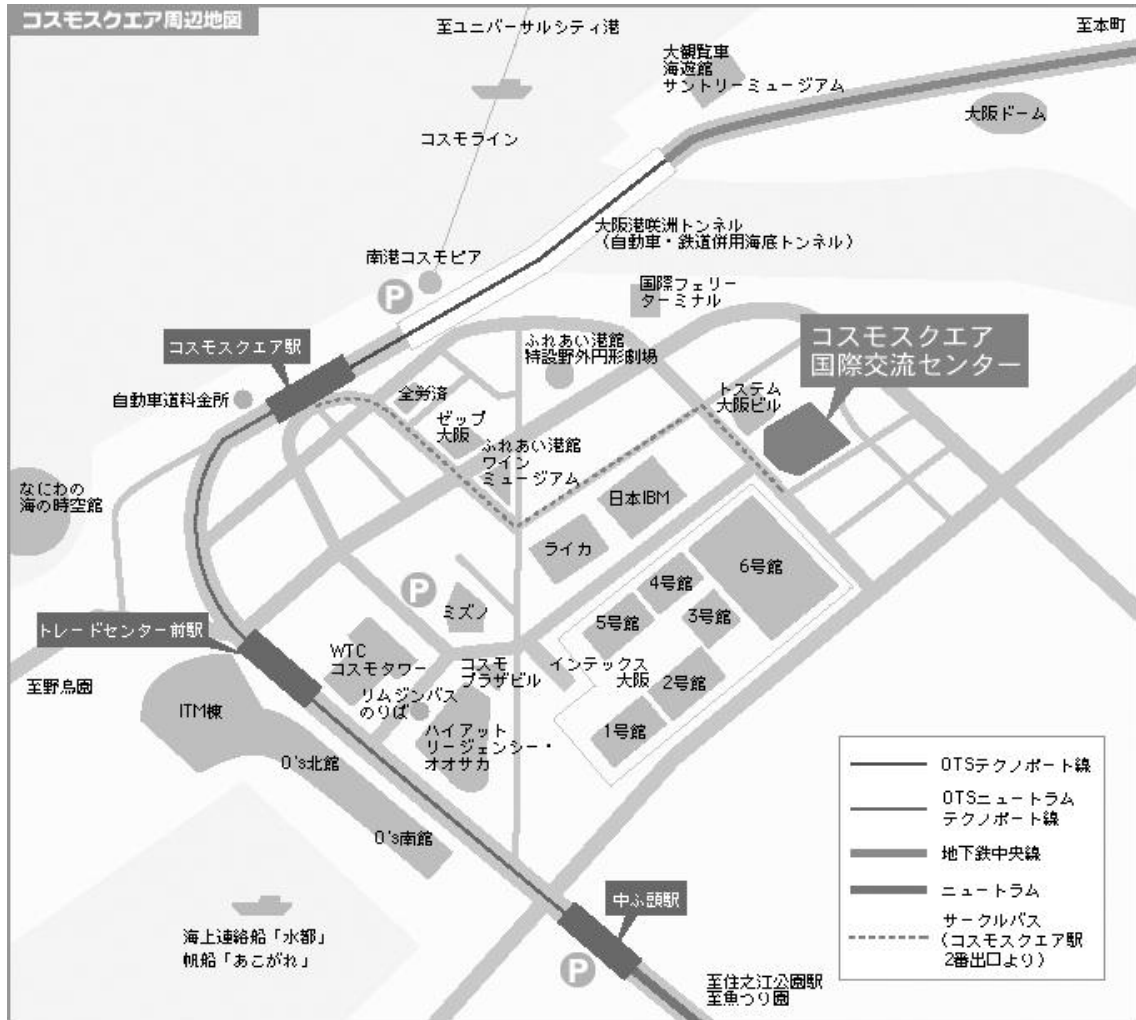 コスモスクエア周辺地図
至ユニバーサルシティ港
至本町
大観覧車
海遊館
サントリーミュージアム
大阪ドーム
コスモライン
大阪港咲洲トンネル
(自動車・鉄道併用海底トンネル)
南港コスモピア
P
国際フェリー
ターミナル
コスモスクエア駅
ふれあい港館
特設野外円形劇場
コスモスクエア
国際交流センター
自動車道料金所
全労済
ゼップ
大阪
トステム
大阪ビル
ふれあい港館
ワイン
ミュージアム
なにわの
海の時空館
日本IBM
ライカ
6号館
4号館
P
ミズノ
5号館
3号館
トレードセンター前駅
WTC
コスモタワー
コスモ
プラザビル
インテックス
大阪
2号館
至野鳥園
ITM棟
リムジンバス
のりば
1号館
ハイアット
リージェンシー・
オオサカ
O's北館
O's南館
OTSテクノポート線
OTSニュートラム
テクノポート線
地下鉄中央線
ニュートラム
サークルバス
(コスモスクエア駅
2番出口より)
中ふ頭駅
海上連絡船「水都」
帆船「あこがれ」
P
至住之江公園駅
至魚つり園